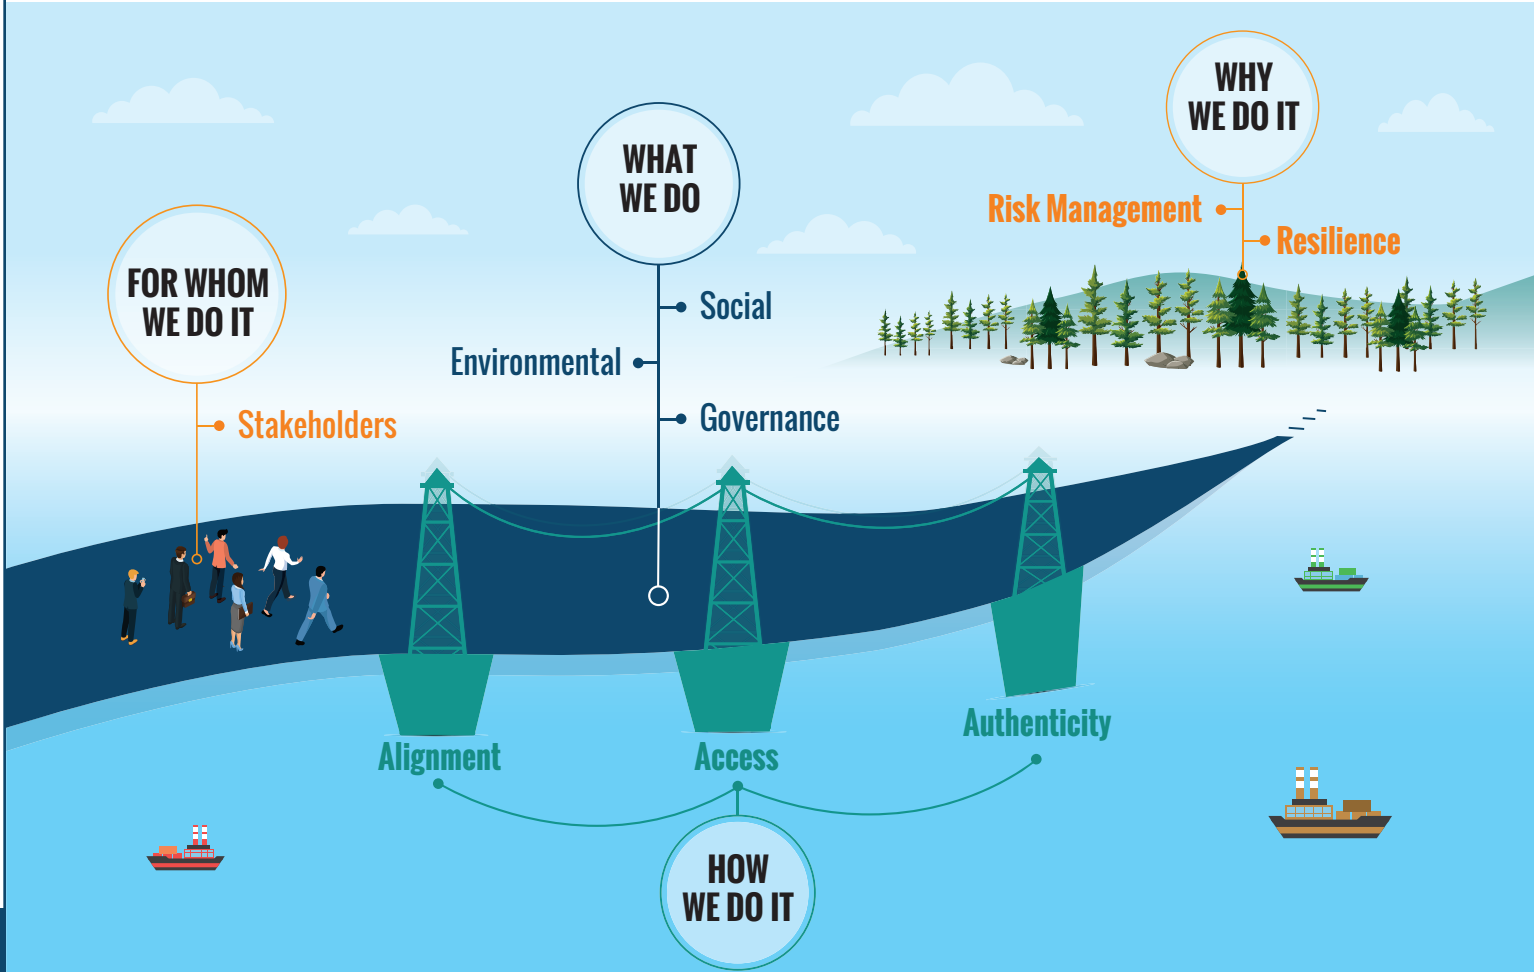 WHY
WE DO IT
Risk Management
Resilience
WHAT
WE DO
Social
Environmental
Governance
FOR WHOM
WE DO IT
Stakeholders
Alignment
Access
Authenticity
HOW
WE DO IT